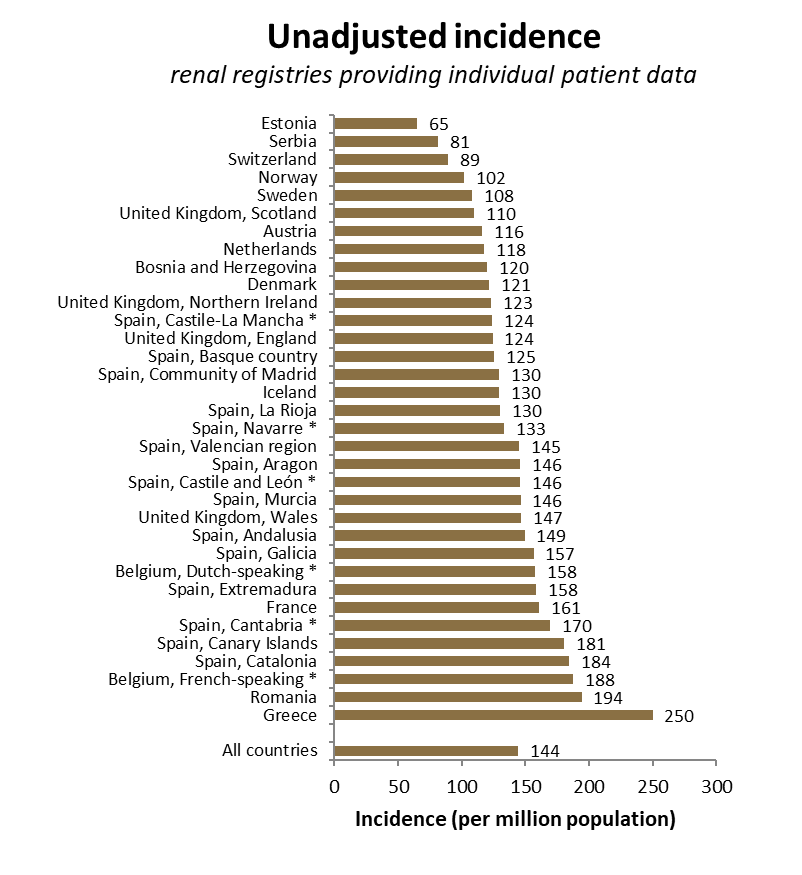 Unadjusted incidence
renal registries providing individual patient data
Estonia 65
Serbia 81
Switzerland 89
Norway 102
Sweden 108
United Kingdom, Scotland 110
Austria 116
Netherlands 118
Bosnia and Herzegovina 120
Denmark 121
United Kingdom, Northern Ireland 123
Spain, Castile-La Mancha * 124
United Kingdom, England 124
Spain, Basque country 125
Spain, Community of Madrid 130
Iceland 130
Spain, La Rioja 130
Spain, Navarre * 133
Spain, Valencian region 145
Spain, Aragon 146
Spain, Castile and León * 146
Spain, Murcia 146
United Kingdom, Wales 147
Spain, Andalusia 149
Spain, Galicia 157
Belgium, Dutch-speaking * 158
Spain, Extremadura 158
France 161
Spain, Cantabria * 170
Spain, Canary Islands 181
Spain, Catalonia 184
Belgium, French-speaking * 188
Romania 194
Greece 250
All countries 144
0 50 100 150 200 250 300
Incidence (per million population)